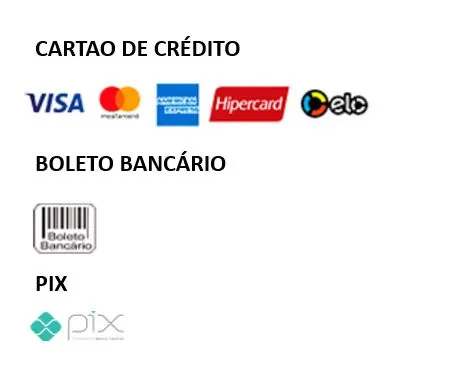 CARTAO DE CRÉDITO
VISA mastercard AMERICAN EXPRESS Hipercard elo
BOLETO BANCÁRIO
Boleto
Bancário
PIX
pix